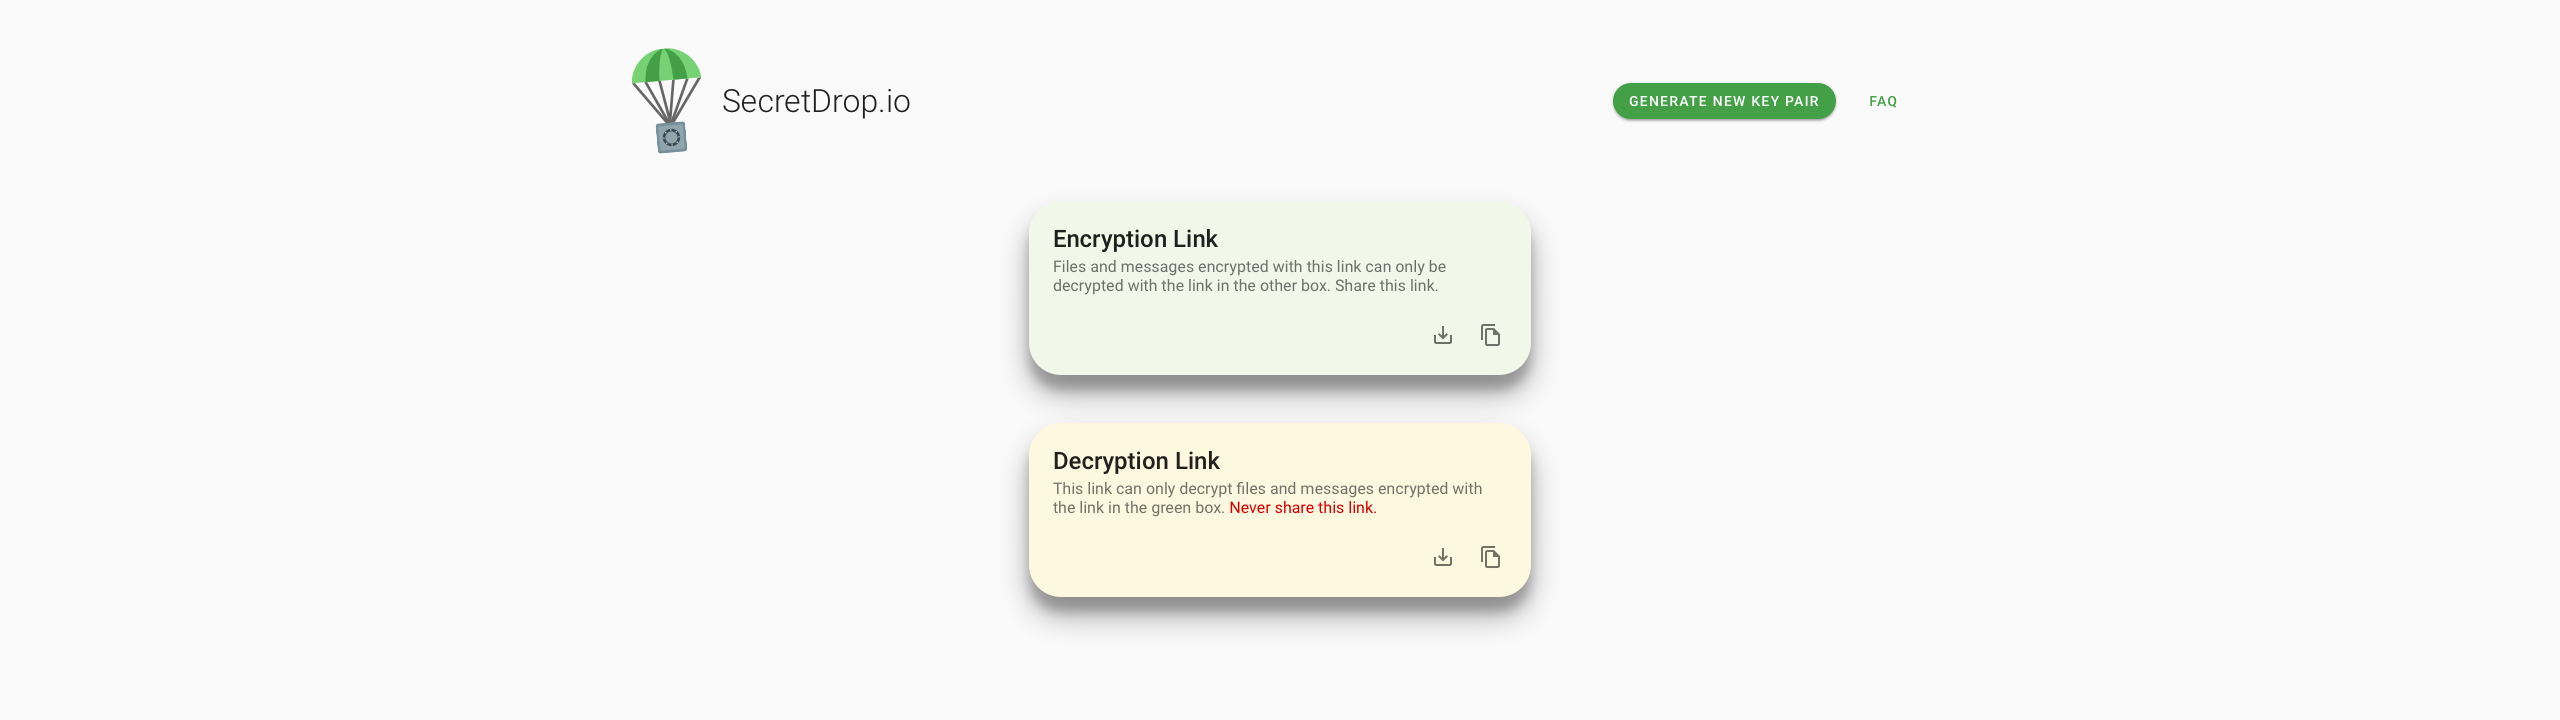 SecretDrop.io
GENERATE NEW KEY PAIR
FAQ
Encryption Link
Files and messages encrypted with this link can only be
decrypted with the link in the other box. Share this link.
Decryption Link
This link can only decrypt files and messages encrypted with
the link in the green box. Never share this link.